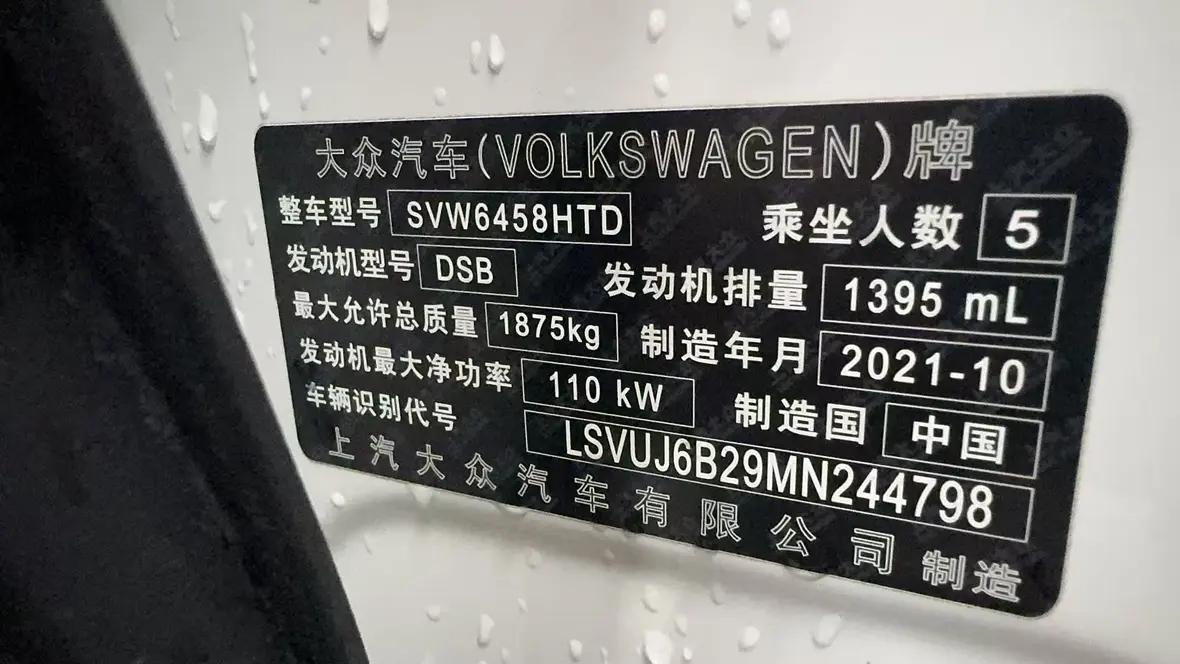 大众汽车(VOLKSWAGEN)牌
整车型号 SVW6458HTD 乘坐人数 5
发动机型号 DSB 发动机排量 1395 mL
最大允许总质量 1875kg 制造年月 2021-10
发动机最大净功率 110 kW 制造国 中国
车辆识别代号 LSVUJ6B29MN244798
上汽大众汽车有限公司制造